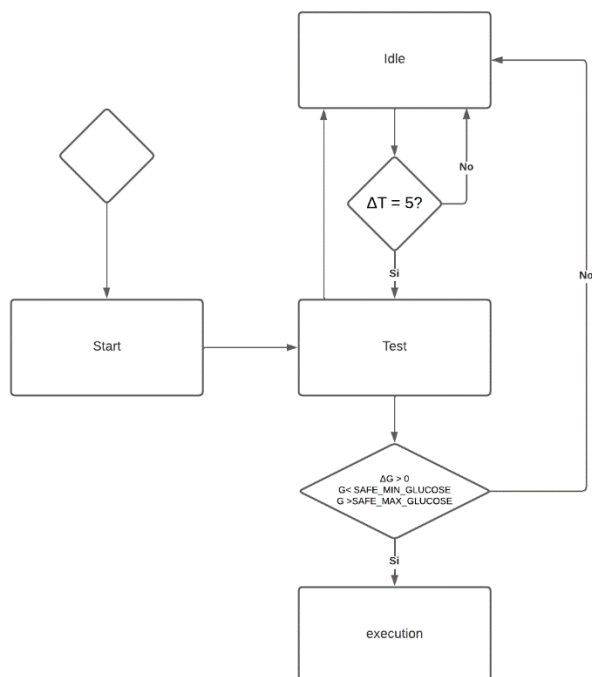 Idle
No
ΔT = 5?
Si
No
Start
Test
ΔG > 0
G< SAFE_MIN_GLUCOSE
G >SAFE_MAX_GLUCOSE
Si
execution